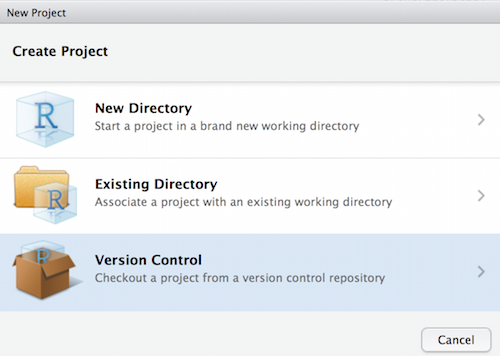 New Project
Create Project
R
New Directory
Start a project in a brand new working directory
R
Existing Directory
Associate a project with an existing working directory
R
Version Control
Checkout a project from a version control repository
Cancel